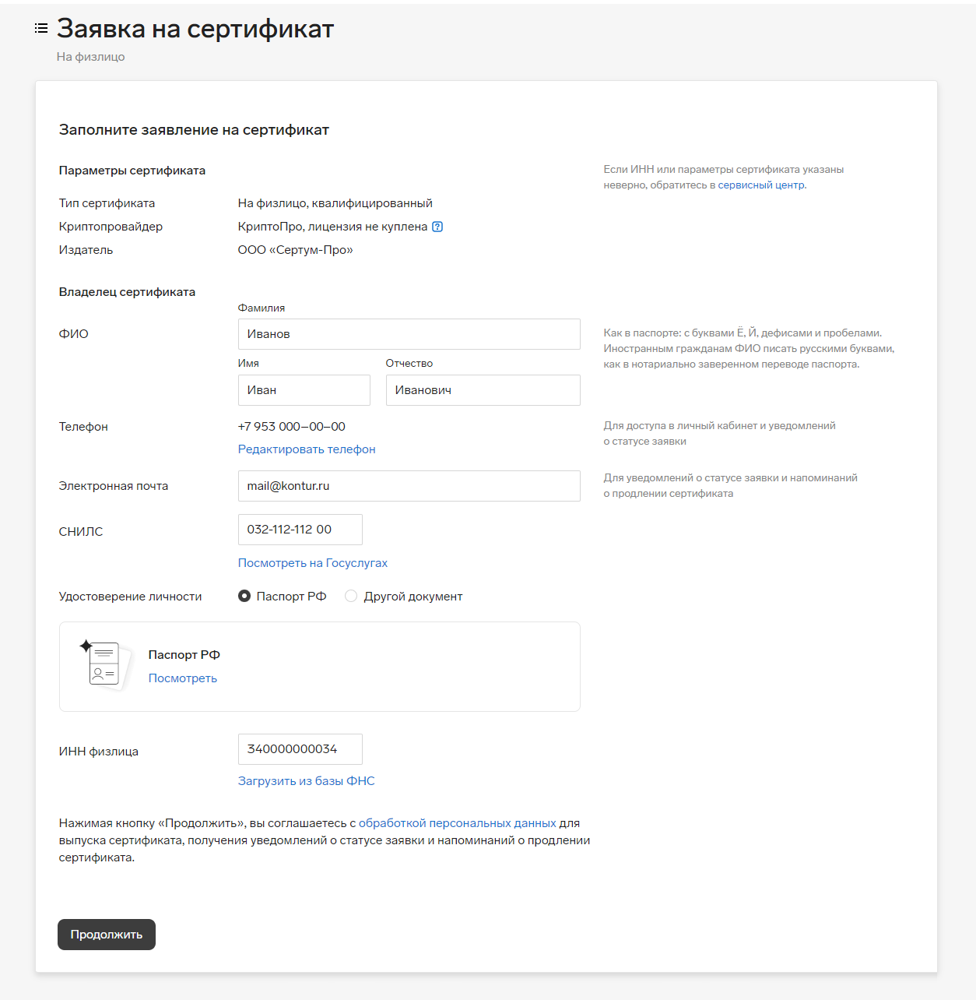 Заявка на сертификат
На физлицо
Заполните заявление на сертификат
Параметры сертификата
Если ИНН или параметры сертификата указаны
неверно, обратитесь в сервисный центр.
Тип сертификата
На физлицо, квалифицированный
Криптопровайдер
КриптоПро, лицензия не куплена ?
Издатель
ООО «Сертум-Про»
Владелец сертификата
Фамилия
ФИО
Иванов
Как в паспорте: с буквами Ё, Й, дефисами и пробелами.
Иностранным гражданам ФИО писать русскими буквами,
как в нотариально заверенном переводе паспорта.
Имя
Отчество
Иван
Иванович
Телефон
+7 953 000–00–00
Редактировать телефон
Для доступа в личный кабинет и уведомлений
о статусе заявки
Электронная почта
mail@kontur.ru
Для уведомлений о статусе заявки и напоминаний
о продлении сертификата
СНИЛС
032-112-112 00
Посмотреть на Госуслугах
Удостоверение личности
Паспорт РФ
Другой документ
Паспорт РФ
Посмотреть
ИНН физлица
340000000034
Загрузить из базы ФНС
Нажимая кнопку «Продолжить», вы соглашаетесь с обработкой персональных данных для
выпуска сертификата, получения уведомлений о статусе заявки и напоминаний о продлении
сертификата.
Продолжить